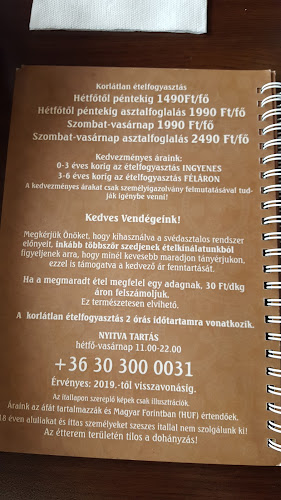 Korlátlan ételfogyasztás
Hétfőtől péntekig 1490Ft/fő
Hétfőtől péntekig asztalfoglalás 1990 Ft/fő
Szombat-vasárnap 1990 Ft/fő
Szombat-vasárnap asztalfoglalás 2490 Ft/fő
Kedvezményes áraink:
0-3 éves korig az ételfogyasztás INGYENES
3-6 éves korig az ételfogyasztás FÉLÁRON
A kedvezményes árakat csak személyigazolvány felmutatásával tud-
ják igénybe venni!
Kedves Vendégeink!
Megkérjük Önöket, hogy kihasználva a svédasztalos rendszer
előnyeit, inkább többször szedjenek ételkínálatunkból
figyeljenek arra, hogy minél kevesebb maradjon tányérjukon,
ezzel is támogatva a kedvező ár fenntartását.
Ha a megmaradt étel megfelel egy adagnak, 30 Ft/dkg
áron felszámoljuk.
Ez természetesen elvihető.
A korlátlan ételfogyasztás 2 órás időtartamra vonatkozik.
NYITVA TARTÁS
hétfő-vasárnap 11.00-22.00
+36 30 300 0031
Érvényes: 2019.-től visszavonásig.
Az itallapon szereplő képek csak illusztrációk.
Áraink az áfát tartalmazzák és Magyar Forintban (HUF) értendőek.
18 éven aluliakat és ittas személyeket szeszes itallal nem szolgálunk ki!
Az étterem területén tilos a dohányzás!